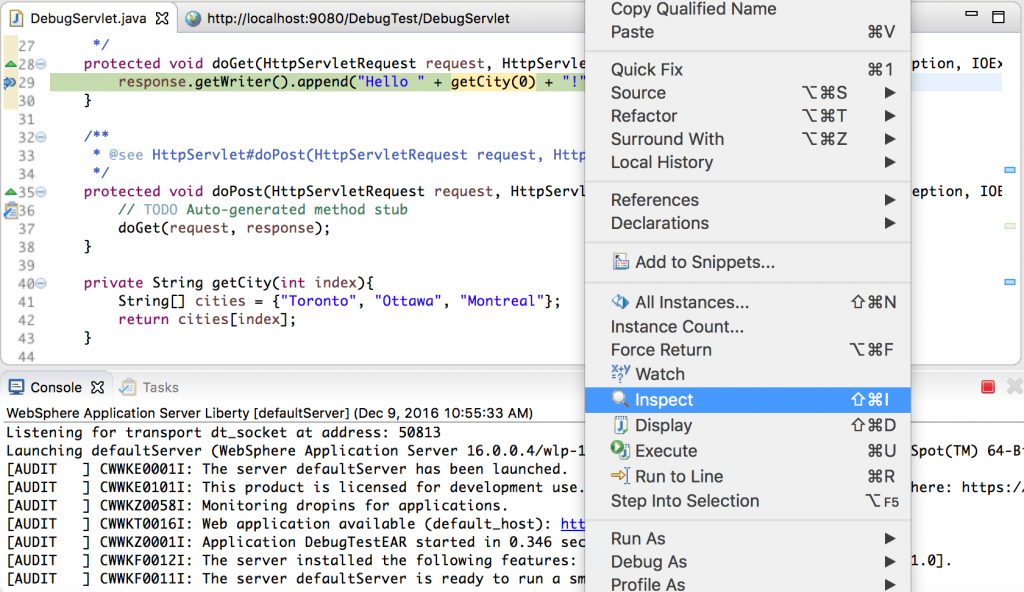 DebugServlet.java
http://localhost:9080/DebugTest/DebugServlet
27 */
28 protected void doGet(HttpServletRequest request, HttpServle
ption, IOEx
29 response.getWriter().append("Hello " + getCity(0) + "!"
30 }
31
32 /**
33 * @see HttpServlet#doPost(HttpServletRequest request, Http
34 */
35 protected void doPost(HttpServletRequest request, HttpServl
eption, IOE
36 // TODO Auto-generated method stub
37 doGet(request, response);
38 }
39
40 private String getCity(int index){
41 String[] cities = {"Toronto", "Ottawa", "Montreal"};
42 return cities[index];
43 }
44
Copy Qualified Name
Paste ⌘V
Quick Fix ⌘1
Source ⌥⌘S
Refactor ⌥⌘T
Surround With ⌥⌘Z
Local History
References
Declarations
Add to Snippets...
All Instances... ⇧⌘N
Instance Count...
Force Return ⌥⌘F
Watch
Inspect ⇧⌘I
Display ⇧⌘D
Execute ⌘U
Run to Line ⌘R
Step Into Selection ⌥F5
Run As
Debug As
Profile As
Console
Tasks
WebSphere Application Server Liberty [defaultServer] (Dec 9, 2016 10:55:33 AM)
Listening for transport dt_socket at address: 50813
Launching defaultServer (WebSphere Application Server 16.0.0.4/wlp-1
Spot(TM) 64-Bi
[AUDIT ] CWWKE0001I: The server defaultServer has been launched.
[AUDIT ] CWWKE0101I: This product is licensed for development use.
here: https:/
[AUDIT ] CWWKZ0058I: Monitoring dropins for applications.
[AUDIT ] CWWKT0016I: Web application available (default_host): htt
[AUDIT ] CWWKZ0001I: Application DebugTestEAR started in 0.346 sec
[AUDIT ] CWWKF0012I: The server installed the following features:
1.0].
[AUDIT ] CWWKF0011I: The server defaultServer is ready to run a sm